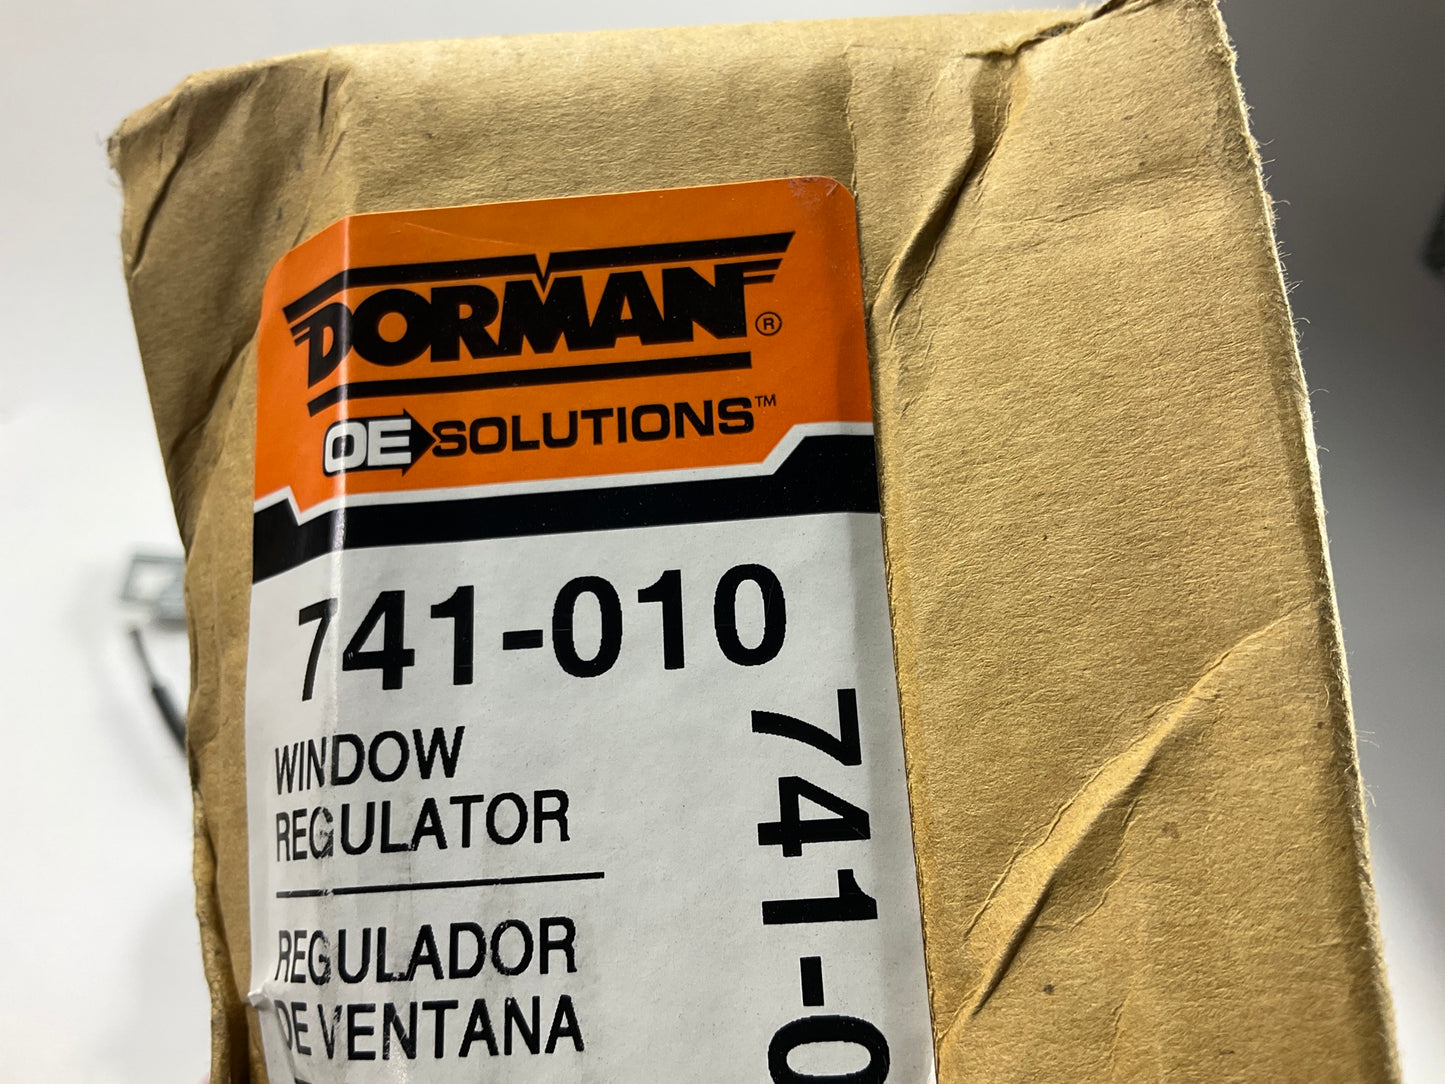 DORMAN®
OE SOLUTIONS™
741-010
WINDOW
REGULATOR
REGULADOR
DE VENTANA
741-0